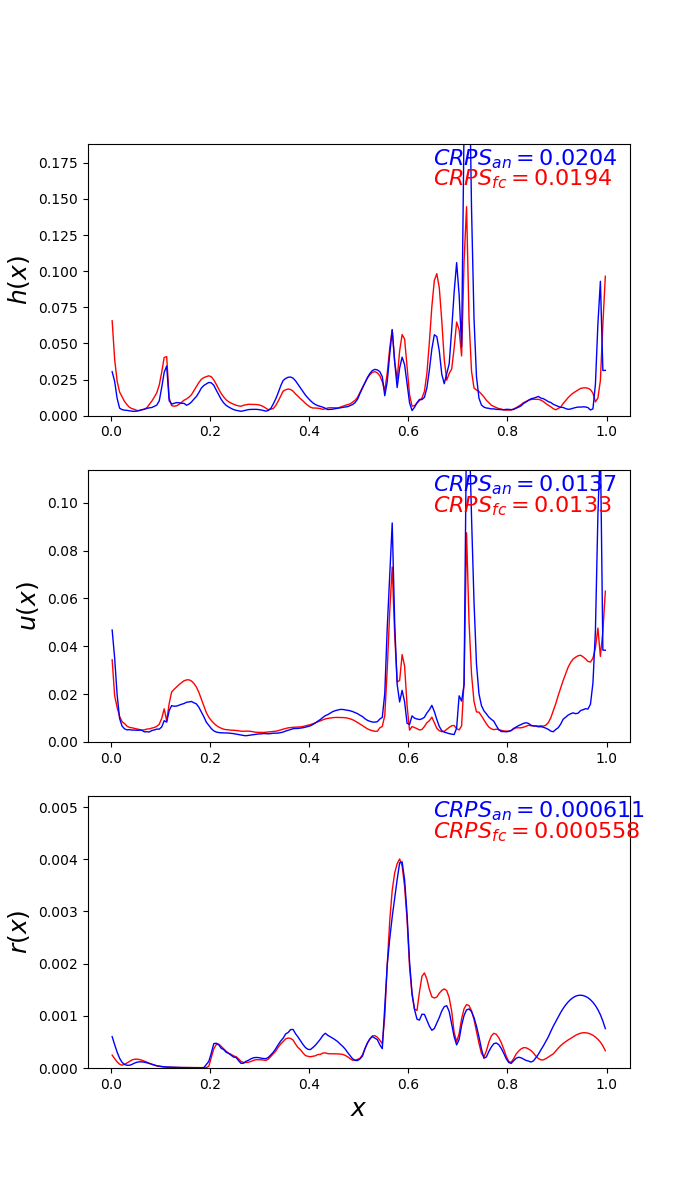 CRPS_an = 0.0204
CRPS_fc = 0.0194
h(x)
0.175
0.150
0.125
0.100
0.075
0.050
0.025
0.000
0.0 0.2 0.4 0.6 0.8 1.0
CRPS_an = 0.0137
CRPS_fc = 0.0133
u(x)
0.10
0.08
0.06
0.04
0.02
0.00
0.0 0.2 0.4 0.6 0.8 1.0
CRPS_an = 0.000611
CRPS_fc = 0.000558
r(x)
0.005
0.004
0.003
0.002
0.001
0.000
0.0 0.2 0.4 0.6 0.8 1.0
x